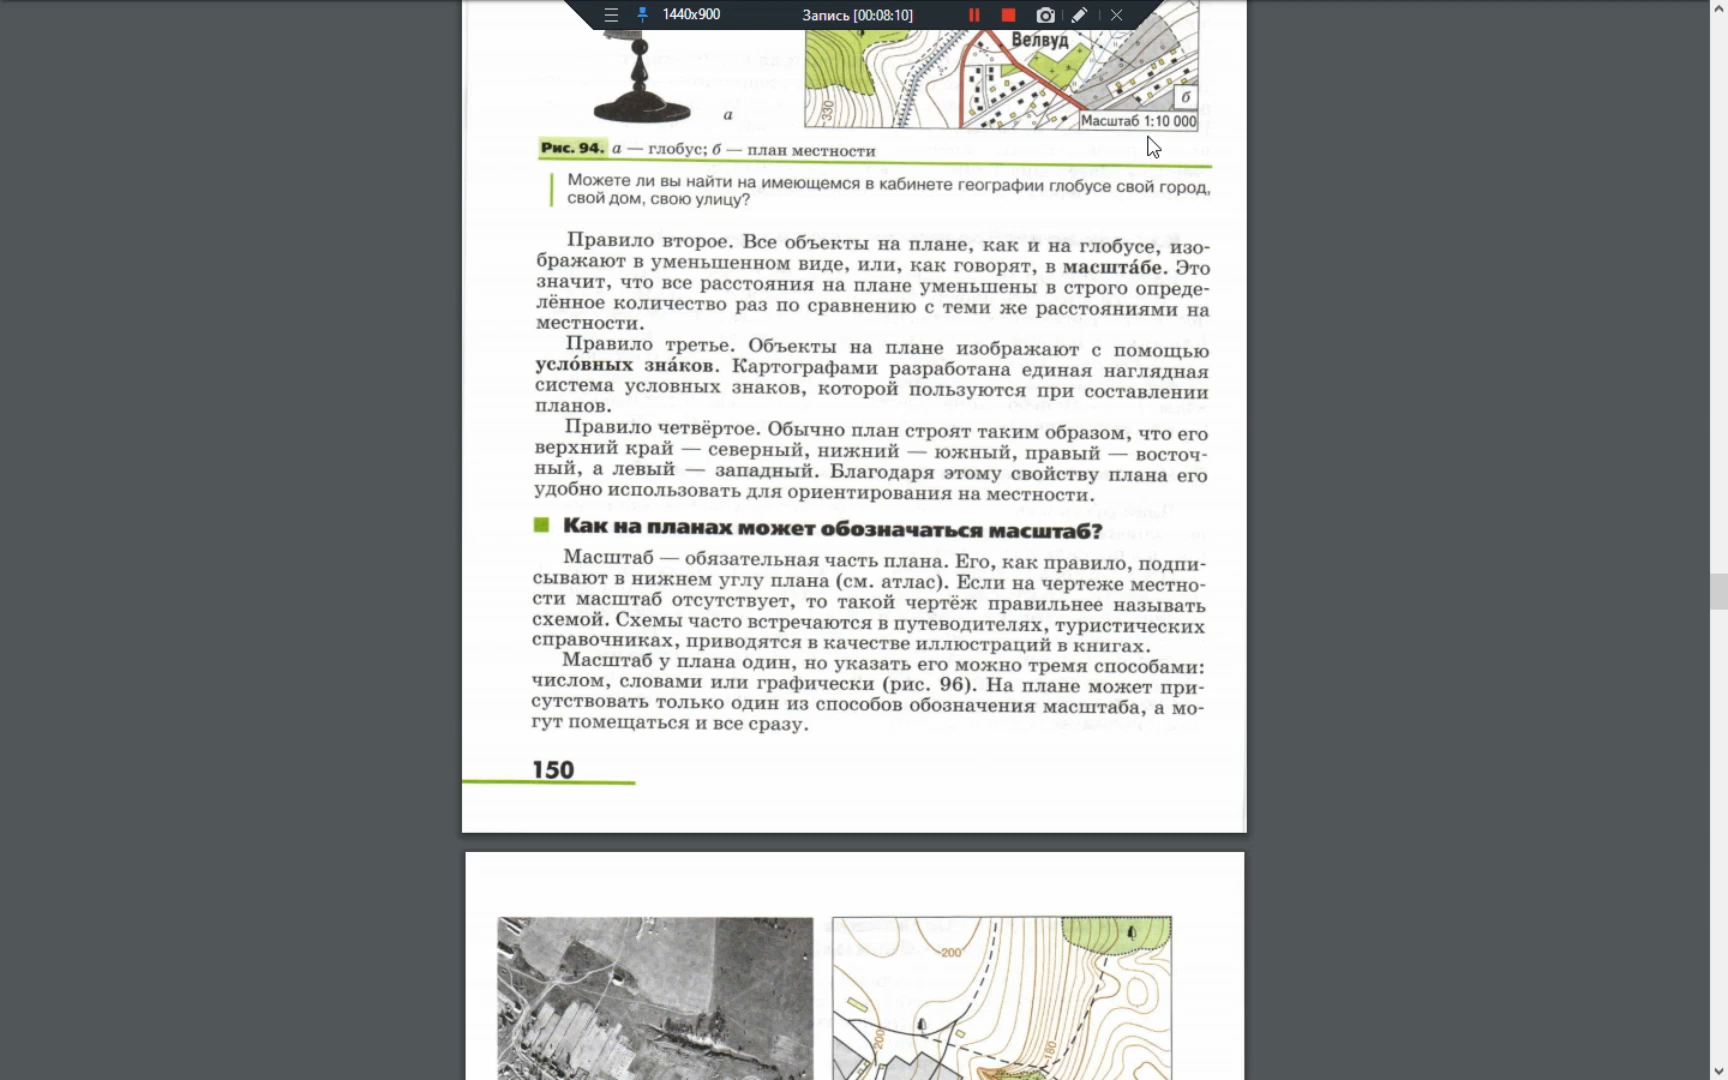 1440x900
Запись [00:08:10]
Велвуд
330
б
Масштаб 1:10 000
а
Рис. 94. а — глобус; б — план местности
Можете ли вы найти на имеющемся в кабинете географии глобусе свой город,
свой дом, свою улицу?
Правило второе. Все объекты на плане, как и на глобусе, изо-
бражают в уменьшенном виде, или, как говорят, в масшта́бе. Это
значит, что все расстояния на плане уменьшены в строго опреде-
лённое количество раз по сравнению с теми же расстояниями на
местности.
Правило третье. Объекты на плане изображают с помощью
усло́вных зна́ков. Картографами разработана единая наглядная
система условных знаков, которой пользуются при составлении
планов.
Правило четвёртое. Обычно план строят таким образом, что его
верхний край — северный, нижний — южный, правый — восточ-
ный, а левый — западный. Благодаря этому свойству плана его
удобно использовать для ориентирования на местности.
Как на планах может обозначаться масштаб?
Масштаб — обязательная часть плана. Его, как правило, подпи-
сывают в нижнем углу плана (см. атлас). Если на чертеже местно-
сти масштаб отсутствует, то такой чертёж правильнее называть
схемой. Схемы часто встречаются в путеводителях, туристических
справочниках, приводятся в качестве иллюстраций в книгах.
Масштаб у плана один, но указать его можно тремя способами:
числом, словами или графически (рис. 96). На плане может при-
сутствовать только один из способов обозначения масштаба, а мо-
гут помещаться и все сразу.
150
200
200
180